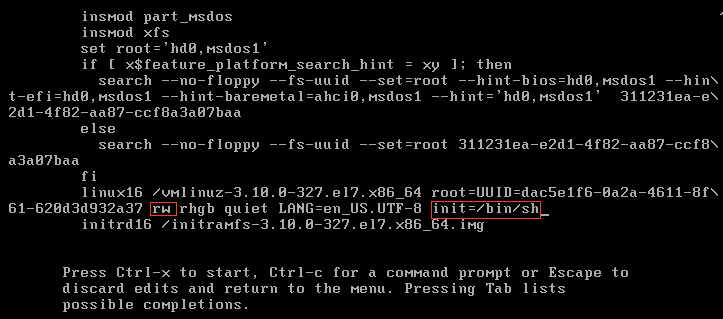 insmod part_msdos
insmod xfs
set root='hd0,msdos1'
if [ x$feature_platform_search_hint = xy ]; then
search --no-floppy --fs-uuid --set=root --hint-bios=hd0,msdos1 --hin\
t-efi=hd0,msdos1 --hint-baremetal=ahci0,msdos1 --hint='hd0,msdos1'  311231ea-e\
2d1-4f82-aa87-ccf8a3a07baa
else
search --no-floppy --fs-uuid --set=root 311231ea-e2d1-4f82-aa87-ccf8\
a3a07baa
fi
linux16 /vmlinuz-3.10.0-327.el7.x86_64 root=UUID=dac5e1f6-0a2a-4611-8f\
61-620d3d932a37 rw rhgb quiet LANG=en_US.UTF-8 init=/bin/sh_
initrd16 /initramfs-3.10.0-327.el7.x86_64.img
Press Ctrl-x to start, Ctrl-c for a command prompt or Escape to
discard edits and return to the menu. Pressing Tab lists
possible completions.